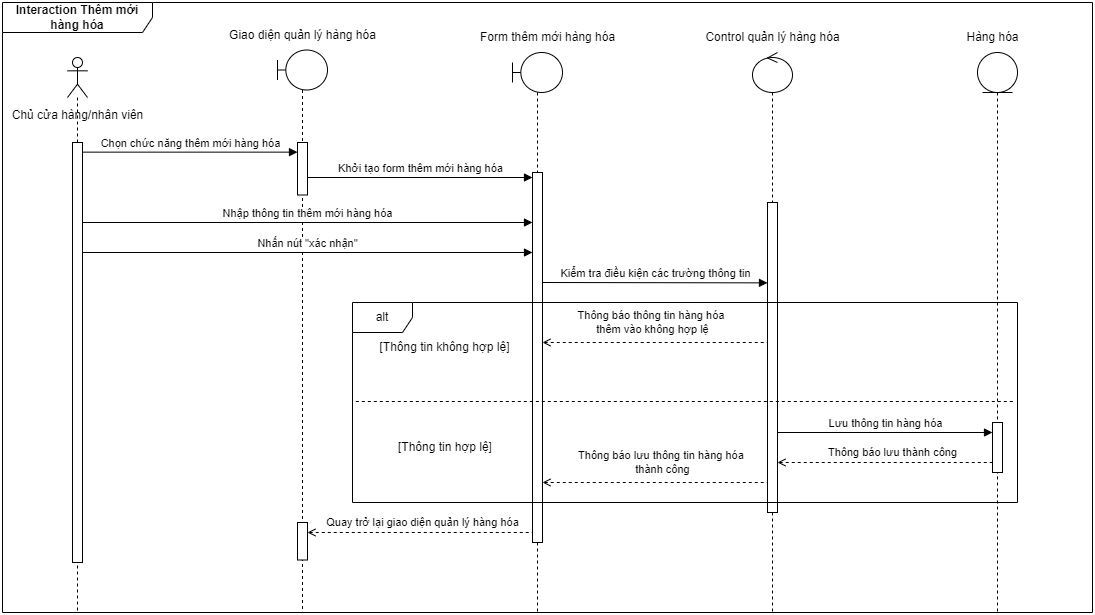 Interaction Thêm mới
hàng hóa
Giao diện quản lý hàng hóa
Form thêm mới hàng hóa
Control quản lý hàng hóa
Hàng hóa
Chủ cửa hàng/nhân viên
Chọn chức năng thêm mới hàng hóa
Khởi tạo form thêm mới hàng hóa
Nhập thông tin thêm mới hàng hóa
Nhấn nút "xác nhận"
Kiểm tra điều kiện các trường thông tin
alt
Thông báo thông tin hàng hóa
thêm vào không hợp lệ
[Thông tin không hợp lệ]
Lưu thông tin hàng hóa
[Thông tin hợp lệ]
Thông báo lưu thành công
Thông báo lưu thông tin hàng hóa
thành công
Quay trở lại giao diện quản lý hàng hóa